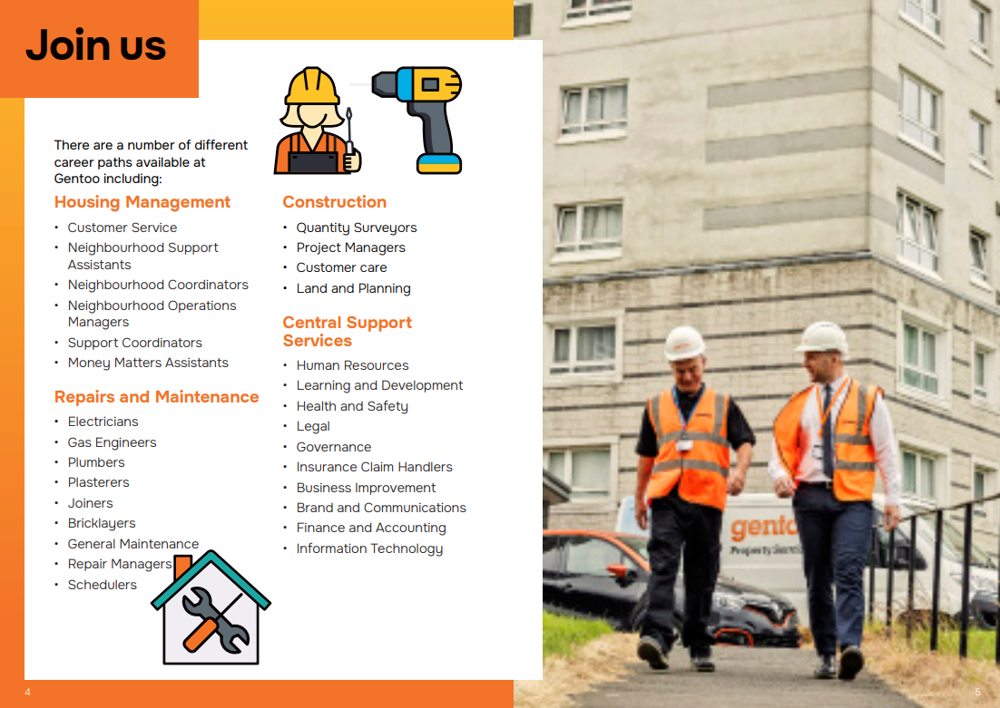 Join us
There are a number of different
career paths available at
Gentoo including:
Housing Management
• Customer Service
• Neighbourhood Support
Assistants
• Neighbourhood Coordinators
• Neighbourhood Operations
Managers
• Support Coordinators
• Money Matters Assistants
Repairs and Maintenance
• Electricians
• Gas Engineers
• Plumbers
• Plasterers
• Joiners
• Bricklayers
• General Maintenance
• Repair Managers
• Schedulers
Construction
• Quantity Surveyors
• Project Managers
• Customer care
• Land and Planning
Central Support
Services
• Human Resources
• Learning and Development
• Health and Safety
• Legal
• Governance
• Insurance Claim Handlers
• Business Improvement
• Brand and Communications
• Finance and Accounting
• Information Technology
gento
Property
4
5